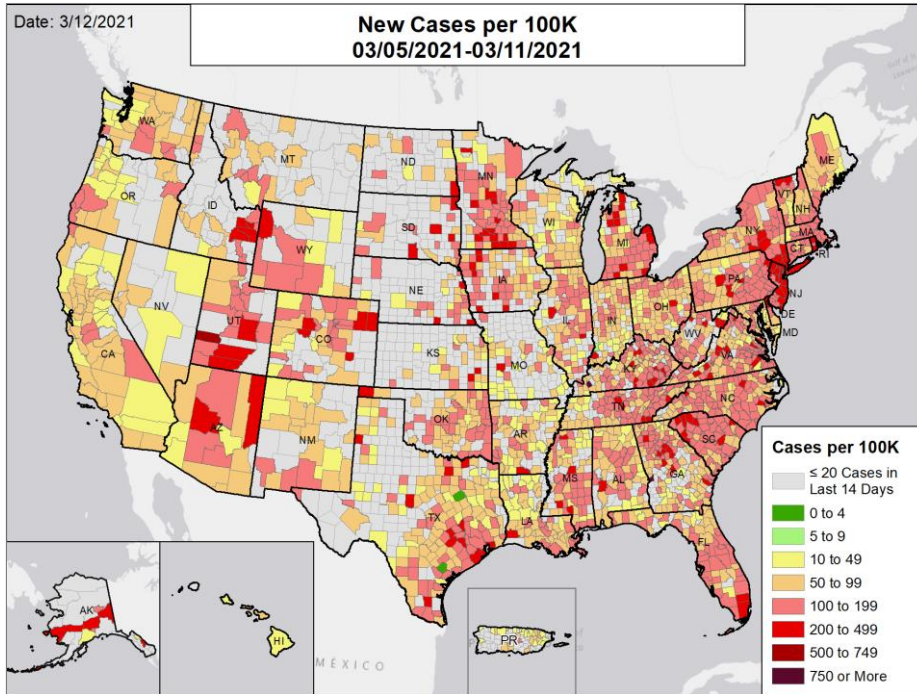 Date: 3/12/2021
New Cases per 100K
03/05/2021-03/11/2021
WA
MT
ND
MN
ME
OR
ID
SD
WI
VT
NH
WY
MI
NY
MA
CT
RI
NV
NE
IA
PA
NJ
UT
CO
IL
IN
OH
DE
WV
MD
CA
KS
MO
KY
VA
AZ
NM
OK
AR
TN
NC
SC
MS
AL
GA
TX
LA
FL
AK
HI
PR
MÉXICO
Cases per 100K
≤ 20 Cases in
Last 14 Days
0 to 4
5 to 9
10 to 49
50 to 99
100 to 199
200 to 499
500 to 749
750 or More